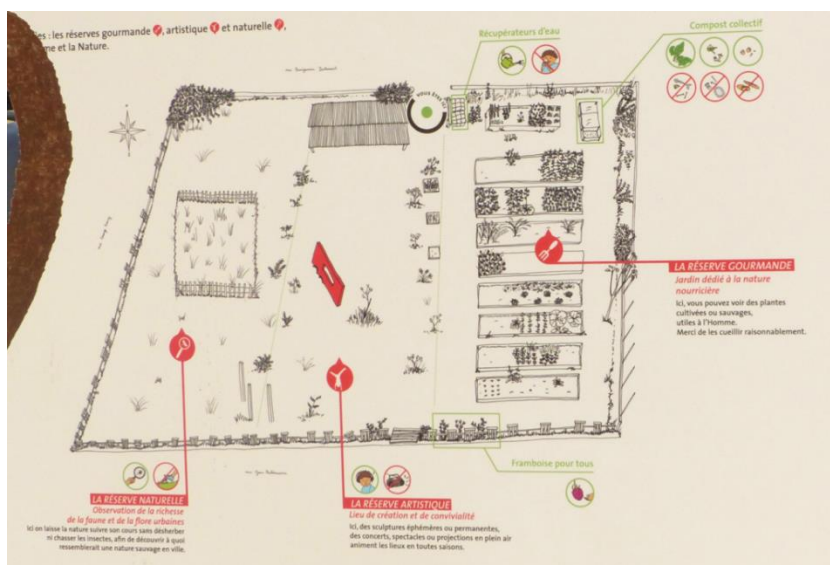 ies : les réserves gourmande, artistique et naturelle,
me et la Nature.
Récupérateurs d'eau
Compost collectif
VOUS ÊTES ICI
LA RÉSERVE GOURMANDE
Jardin dédié à la nature
nourricière
Ici, vous pouvez voir des plantes
cultivées ou sauvages,
utiles à l'Homme.
Merci de les cueillir raisonnablement.
Framboise pour tous
LA RÉSERVE NATURELLE
Observation de la richesse
de la faune et de la flore urbaines
Ici on laisse la nature suivre son cours sans désherber
ni chasser les insectes, afin de découvrir à quoi
ressemblerait une nature sauvage en ville.
LA RÉSERVE ARTISTIQUE
Lieu de création et de convivialité
Ici, des sculptures éphémères ou permanentes,
des concerts, spectacles ou projections en plein air
animent les lieux en toutes saisons.